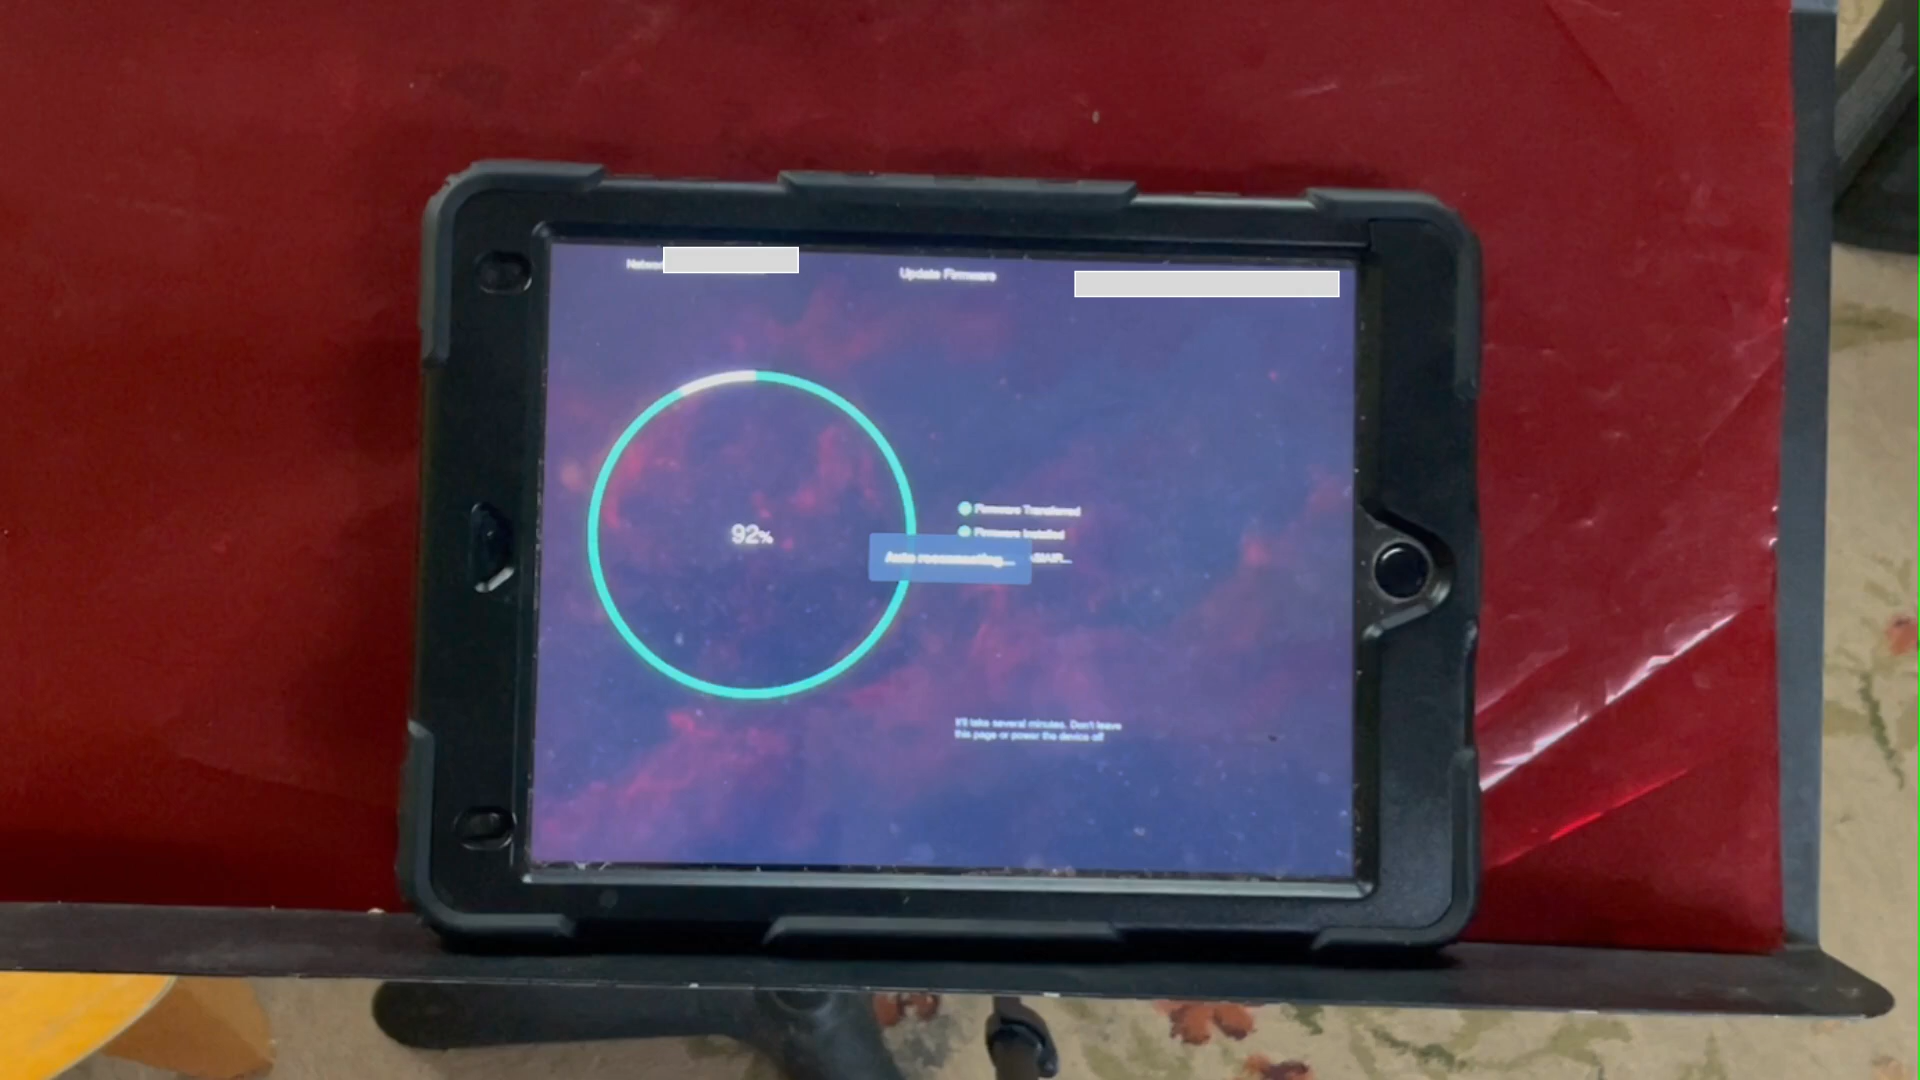 Update Firmware
92%
Firmware Transferred
Firmware Installed
Auto reconnecting...
It'll take several minutes. Don't leave
this page or power the device off